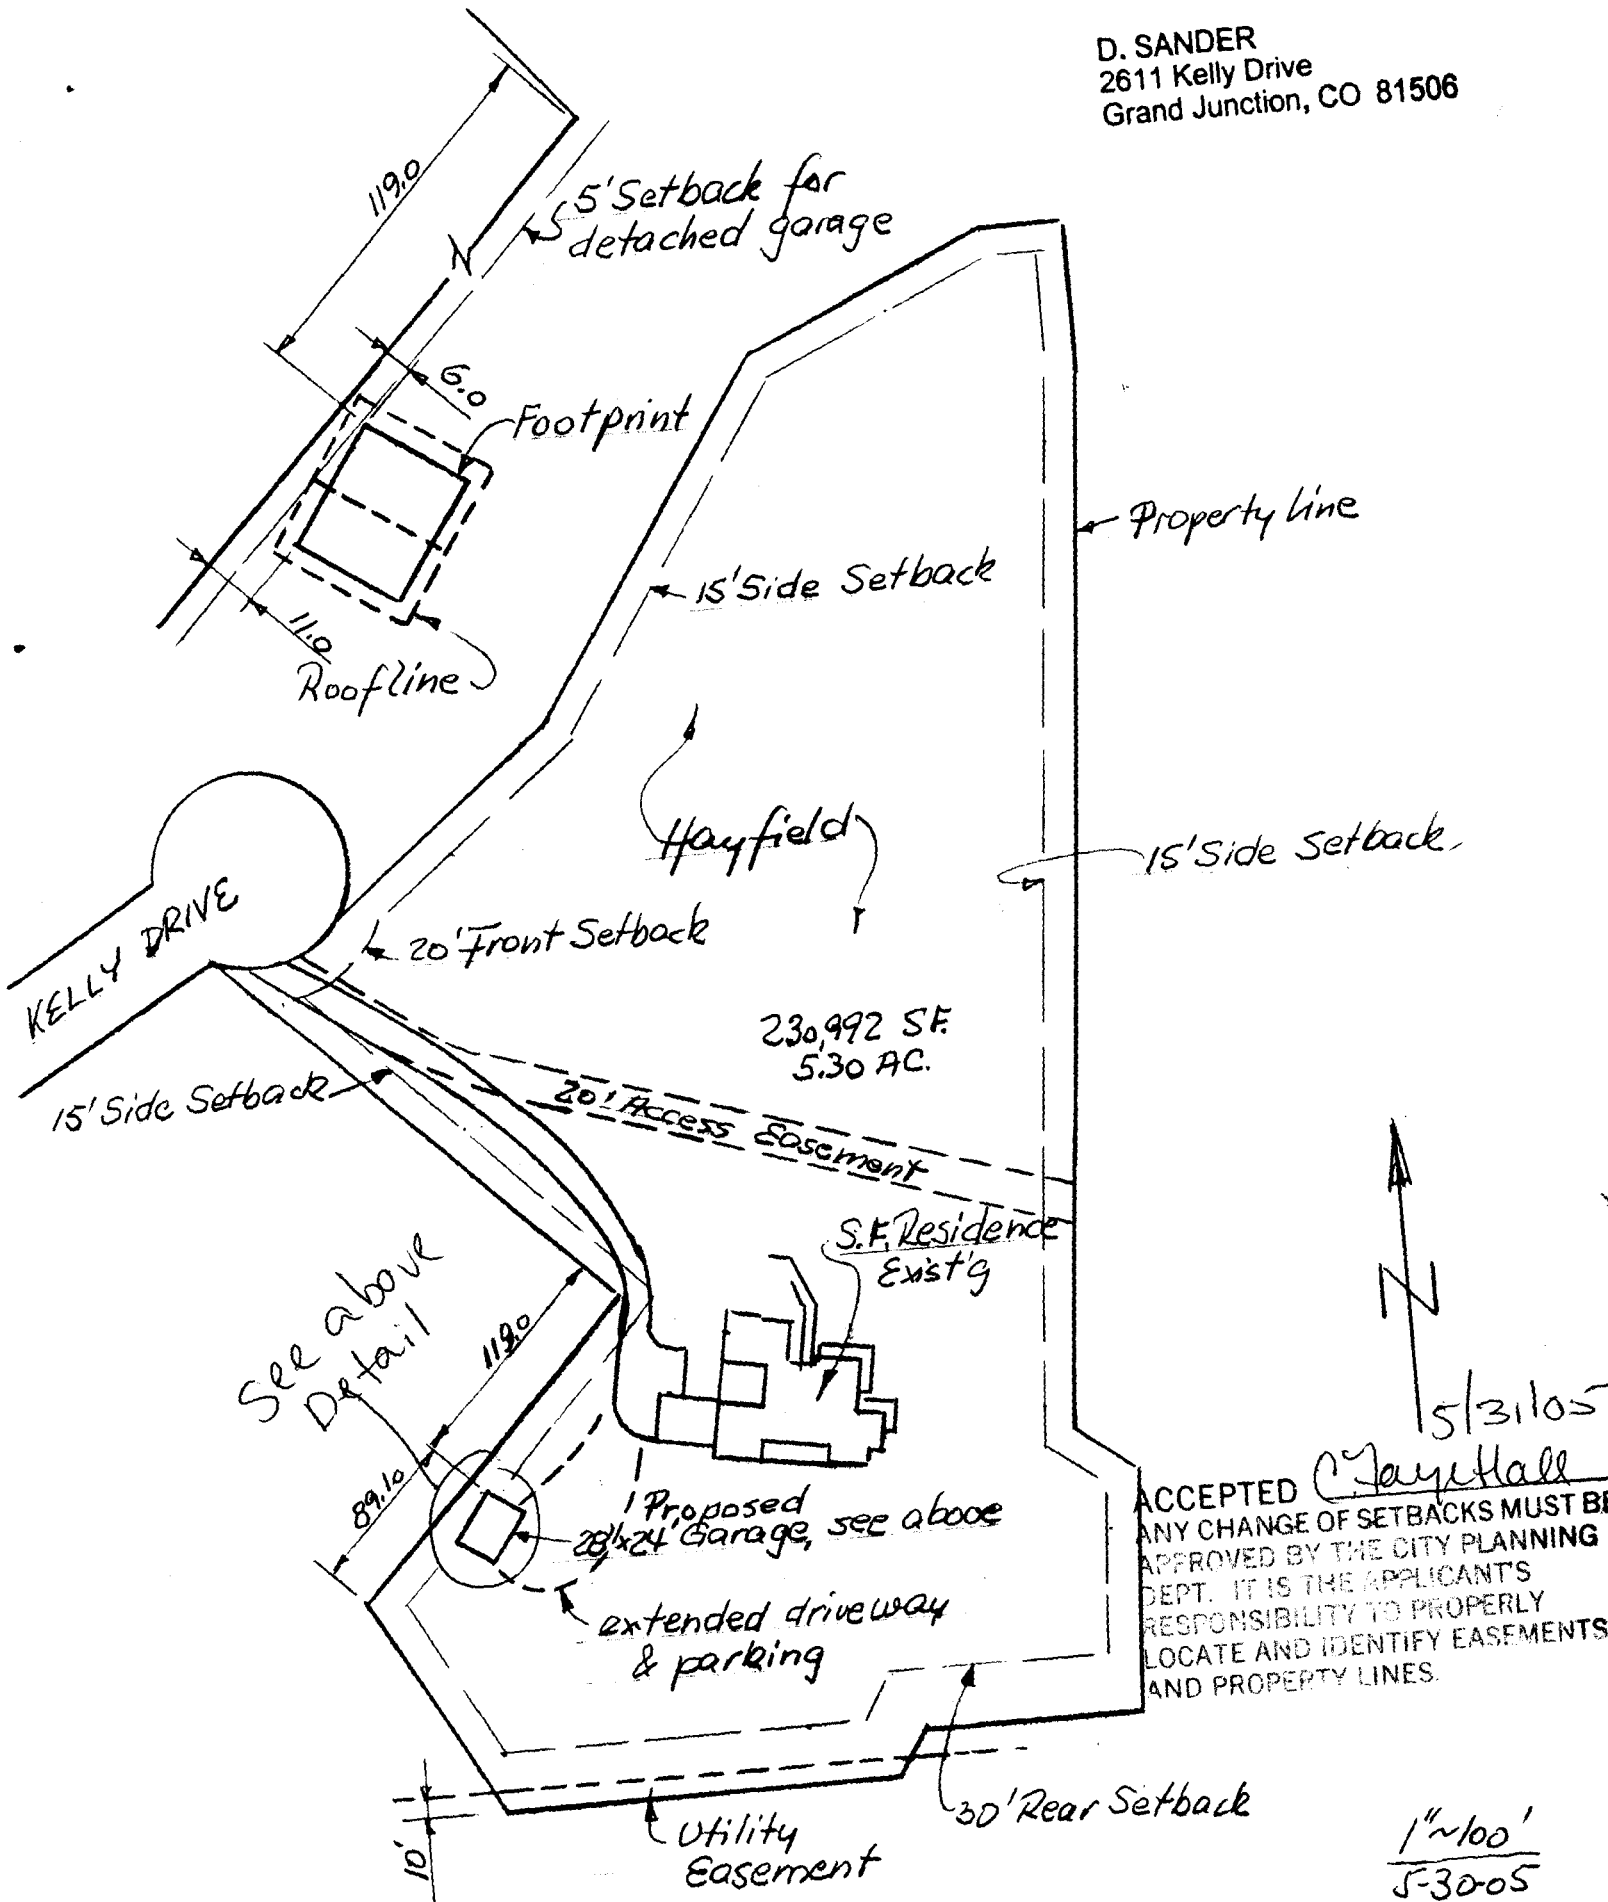 D. SANDER
2611 Kelly Drive
Grand Junction, CO 81506
119.0
5' Setback for
detached garage
N
6.0
Footprint
Property line
15' Side Setback
11.0
Roofline
Hayfield
15' Side Setback
KELLY DRIVE
20' Front Setback
230,992 S.F.
5.30 AC.
15' Side Setback
20' Access Easement
S.F. Residence
Exist'g
See above
Detail
119.0
N
5/31/05
89.10
ACCEPTED C. Faye Hall
ANY CHANGE OF SETBACKS MUST BE
APPROVED BY THE CITY PLANNING
DEPT. IT IS THE APPLICANT'S
RESPONSIBILITY TO PROPERLY
LOCATE AND IDENTIFY EASEMENTS
AND PROPERTY LINES.
Proposed
28'x24' Garage, see above
extended driveway
& parking
30' Rear Setback
Utility
Easement
10'
1"~100'
5-30-05